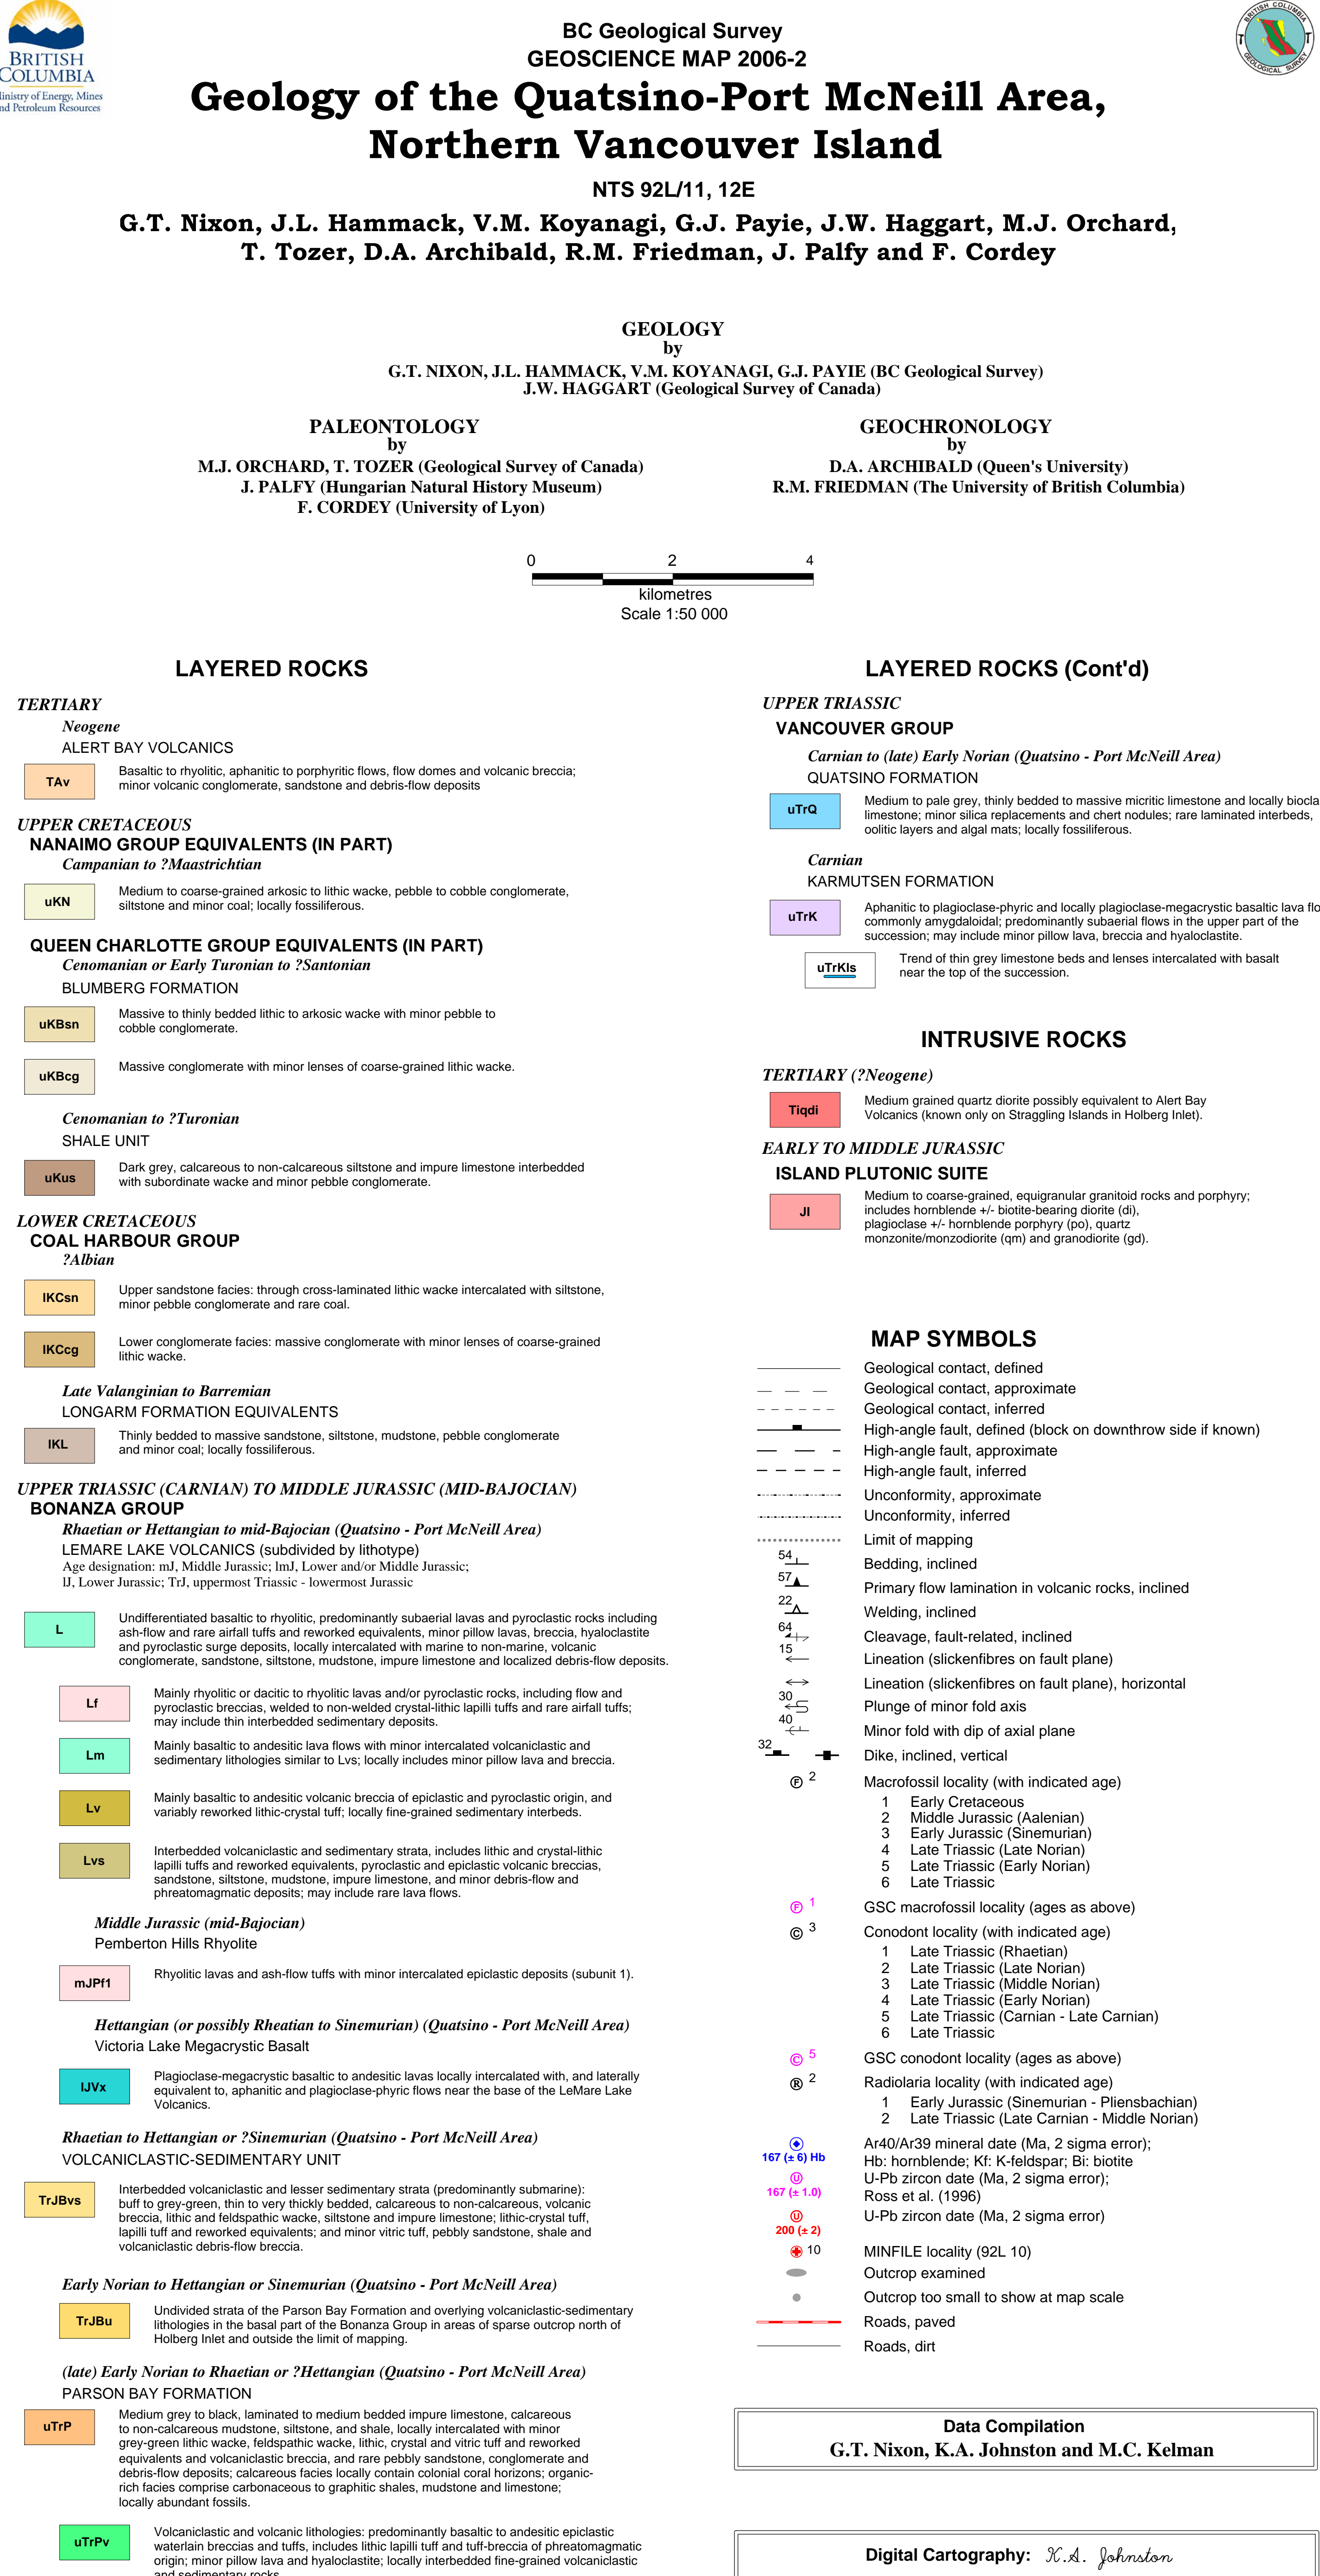 BRITISH
COLUMBIA
Ministry of Energy, Mines
and Petroleum Resources
BRITISH COLUMBIA
GEOLOGICAL SURVEY
BC Geological Survey
GEOSCIENCE MAP 2006-2
Geology of the Quatsino-Port McNeill Area,
Northern Vancouver Island
NTS 92L/11, 12E
G.T. Nixon, J.L. Hammack, V.M. Koyanagi, G.J. Payie, J.W. Haggart, M.J. Orchard,
T. Tozer, D.A. Archibald, R.M. Friedman, J. Palfy and F. Cordey
GEOLOGY
by
G.T. NIXON, J.L. HAMMACK, V.M. KOYANAGI, G.J. PAYIE (BC Geological Survey)
J.W. HAGGART (Geological Survey of Canada)
PALEONTOLOGY
by
M.J. ORCHARD, T. TOZER (Geological Survey of Canada)
J. PALFY (Hungarian Natural History Museum)
F. CORDEY (University of Lyon)
GEOCHRONOLOGY
by
D.A. ARCHIBALD (Queen's University)
R.M. FRIEDMAN (The University of British Columbia)
0 2 4
kilometres
Scale 1:50 000
LAYERED ROCKS
TERTIARY
Neogene
ALERT BAY VOLCANICS
TAv
Basaltic to rhyolitic, aphanitic to porphyritic flows, flow domes and volcanic breccia;
minor volcanic conglomerate, sandstone and debris-flow deposits
UPPER CRETACEOUS
NANAIMO GROUP EQUIVALENTS (IN PART)
Campanian to ?Maastrichtian
uKN
Medium to coarse-grained arkosic to lithic wacke, pebble to cobble conglomerate,
siltstone and minor coal; locally fossiliferous.
QUEEN CHARLOTTE GROUP EQUIVALENTS (IN PART)
Cenomanian or Early Turonian to ?Santonian
BLUMBERG FORMATION
uKBsn
Massive to thinly bedded lithic to arkosic wacke with minor pebble to
cobble conglomerate.
uKBcg
Massive conglomerate with minor lenses of coarse-grained lithic wacke.
Cenomanian to ?Turonian
SHALE UNIT
uKus
Dark grey, calcareous to non-calcareous siltstone and impure limestone interbedded
with subordinate wacke and minor pebble conglomerate.
LOWER CRETACEOUS
COAL HARBOUR GROUP
?Albian
lKCsn
Upper sandstone facies: through cross-laminated lithic wacke intercalated with siltstone,
minor pebble conglomerate and rare coal.
lKCcg
Lower conglomerate facies: massive conglomerate with minor lenses of coarse-grained
lithic wacke.
Late Valanginian to Barremian
LONGARM FORMATION EQUIVALENTS
lKL
Thinly bedded to massive sandstone, siltstone, mudstone, pebble conglomerate
and minor coal; locally fossiliferous.
UPPER TRIASSIC (CARNIAN) TO MIDDLE JURASSIC (MID-BAJOCIAN)
BONANZA GROUP
Rhaetian or Hettangian to mid-Bajocian (Quatsino - Port McNeill Area)
LEMARE LAKE VOLCANICS (subdivided by lithotype)
Age designation: mJ, Middle Jurassic; lmJ, Lower and/or Middle Jurassic;
lJ, Lower Jurassic; TrJ, uppermost Triassic - lowermost Jurassic
L
Undifferentiated basaltic to rhyolitic, predominantly subaerial lavas and pyroclastic rocks including
ash-flow and rare airfall tuffs and reworked equivalents, minor pillow lavas, breccia, hyaloclastite
and pyroclastic surge deposits, locally intercalated with marine to non-marine, volcanic
conglomerate, sandstone, siltstone, mudstone, impure limestone and localized debris-flow deposits.
Lf
Mainly rhyolitic or dacitic to rhyolitic lavas and/or pyroclastic rocks, including flow and
pyroclastic breccias, welded to non-welded crystal-lithic lapilli tuffs and rare airfall tuffs;
may include thin interbedded sedimentary deposits.
Lm
Mainly basaltic to andesitic lava flows with minor intercalated volcaniclastic and
sedimentary lithologies similar to Lvs; locally includes minor pillow lava and breccia.
Lv
Mainly basaltic to andesitic volcanic breccia of epiclastic and pyroclastic origin, and
variably reworked lithic-crystal tuff; locally fine-grained sedimentary interbeds.
Lvs
Interbedded volcaniclastic and sedimentary strata, includes lithic and crystal-lithic
lapilli tuffs and reworked equivalents, pyroclastic and epiclastic volcanic breccias,
sandstone, siltstone, mudstone, impure limestone, and minor debris-flow and
phreatomagmatic deposits; may include rare lava flows.
Middle Jurassic (mid-Bajocian)
Pemberton Hills Rhyolite
mJPf1
Rhyolitic lavas and ash-flow tuffs with minor intercalated epiclastic deposits (subunit 1).
Hettangian (or possibly Rheatian to Sinemurian) (Quatsino - Port McNeill Area)
Victoria Lake Megacrystic Basalt
lJVx
Plagioclase-megacrystic basaltic to andesitic lavas locally intercalated with, and laterally
equivalent to, aphanitic and plagioclase-phyric flows near the base of the LeMare Lake
Volcanics.
Rhaetian to Hettangian or ?Sinemurian (Quatsino - Port McNeill Area)
VOLCANICLASTIC-SEDIMENTARY UNIT
TrJBvs
Interbedded volcaniclastic and lesser sedimentary strata (predominantly submarine):
buff to grey-green, thin to very thickly bedded, calcareous to non-calcareous, volcanic
breccia, lithic and feldspathic wacke, siltstone and impure limestone; lithic-crystal tuff,
lapilli tuff and reworked equivalents; and minor vitric tuff, pebbly sandstone, shale and
volcaniclastic debris-flow breccia.
Early Norian to Hettangian or Sinemurian (Quatsino - Port McNeill Area)
TrJBu
Undivided strata of the Parson Bay Formation and overlying volcaniclastic-sedimentary
lithologies in the basal part of the Bonanza Group in areas of sparse outcrop north of
Holberg Inlet and outside the limit of mapping.
(late) Early Norian to Rhaetian or ?Hettangian (Quatsino - Port McNeill Area)
PARSON BAY FORMATION
uTrP
Medium grey to black, laminated to medium bedded impure limestone, calcareous
to non-calcareous mudstone, siltstone, and shale, locally intercalated with minor
grey-green lithic wacke, feldspathic wacke, lithic, crystal and vitric tuff and reworked
equivalents and volcaniclastic breccia, and rare pebbly sandstone, conglomerate and
debris-flow deposits; calcareous facies locally contain colonial coral horizons; organic-
rich facies comprise carbonaceous to graphitic shales, mudstone and limestone;
locally abundant fossils.
uTrPv
Volcaniclastic and volcanic lithologies: predominantly basaltic to andesitic epiclastic
waterlain breccias and tuffs, includes lithic lapilli tuff and tuff-breccia of phreatomagmatic
origin; minor pillow lava and hyaloclastite; locally interbedded fine-grained volcaniclastic
and sedimentary rocks.
LAYERED ROCKS (Cont'd)
UPPER TRIASSIC
VANCOUVER GROUP
Carnian to (late) Early Norian (Quatsino - Port McNeill Area)
QUATSINO FORMATION
uTrQ
Medium to pale grey, thinly bedded to massive micritic limestone and locally biocla
limestone; minor silica replacements and chert nodules; rare laminated interbeds,
oolitic layers and algal mats; locally fossiliferous.
Carnian
KARMUTSEN FORMATION
uTrK
Aphanitic to plagioclase-phyric and locally plagioclase-megacrystic basaltic lava flo
commonly amygdaloidal; predominantly subaerial flows in the upper part of the
succession; may include minor pillow lava, breccia and hyaloclastite.
uTrKls
Trend of thin grey limestone beds and lenses intercalated with basalt
near the top of the succession.
INTRUSIVE ROCKS
TERTIARY (?Neogene)
Tiqdi
Medium grained quartz diorite possibly equivalent to Alert Bay
Volcanics (known only on Straggling Islands in Holberg Inlet).
EARLY TO MIDDLE JURASSIC
ISLAND PLUTONIC SUITE
JI
Medium to coarse-grained, equigranular granitoid rocks and porphyry;
includes hornblende +/- biotite-bearing diorite (di),
plagioclase +/- hornblende porphyry (po), quartz
monzonite/monzodiorite (qm) and granodiorite (gd).
MAP SYMBOLS
Geological contact, defined
Geological contact, approximate
Geological contact, inferred
High-angle fault, defined (block on downthrow side if known)
High-angle fault, approximate
High-angle fault, inferred
Unconformity, approximate
Unconformity, inferred
Limit of mapping
54 Bedding, inclined
57 Primary flow lamination in volcanic rocks, inclined
22 Welding, inclined
64 Cleavage, fault-related, inclined
15 Lineation (slickenfibres on fault plane)
Lineation (slickenfibres on fault plane), horizontal
30 Plunge of minor fold axis
40 Minor fold with dip of axial plane
32 Dike, inclined, vertical
F 2 Macrofossil locality (with indicated age)
1 Early Cretaceous
2 Middle Jurassic (Aalenian)
3 Early Jurassic (Sinemurian)
4 Late Triassic (Late Norian)
5 Late Triassic (Early Norian)
6 Late Triassic
F 1 GSC macrofossil locality (ages as above)
© 3 Conodont locality (with indicated age)
1 Late Triassic (Rhaetian)
2 Late Triassic (Late Norian)
3 Late Triassic (Middle Norian)
4 Late Triassic (Early Norian)
5 Late Triassic (Carnian - Late Carnian)
6 Late Triassic
© 5 GSC conodont locality (ages as above)
® 2 Radiolaria locality (with indicated age)
1 Early Jurassic (Sinemurian - Pliensbachian)
2 Late Triassic (Late Carnian - Middle Norian)
Ar40/Ar39 mineral date (Ma, 2 sigma error);
167 (± 6) Hb Hb: hornblende; Kf: K-feldspar; Bi: biotite
U U-Pb zircon date (Ma, 2 sigma error);
167 (± 1.0) Ross et al. (1996)
U U-Pb zircon date (Ma, 2 sigma error)
200 (± 2)
10 MINFILE locality (92L 10)
Outcrop examined
Outcrop too small to show at map scale
Roads, paved
Roads, dirt
Data Compilation
G.T. Nixon, K.A. Johnston and M.C. Kelman
Digital Cartography: K.A. Johnston